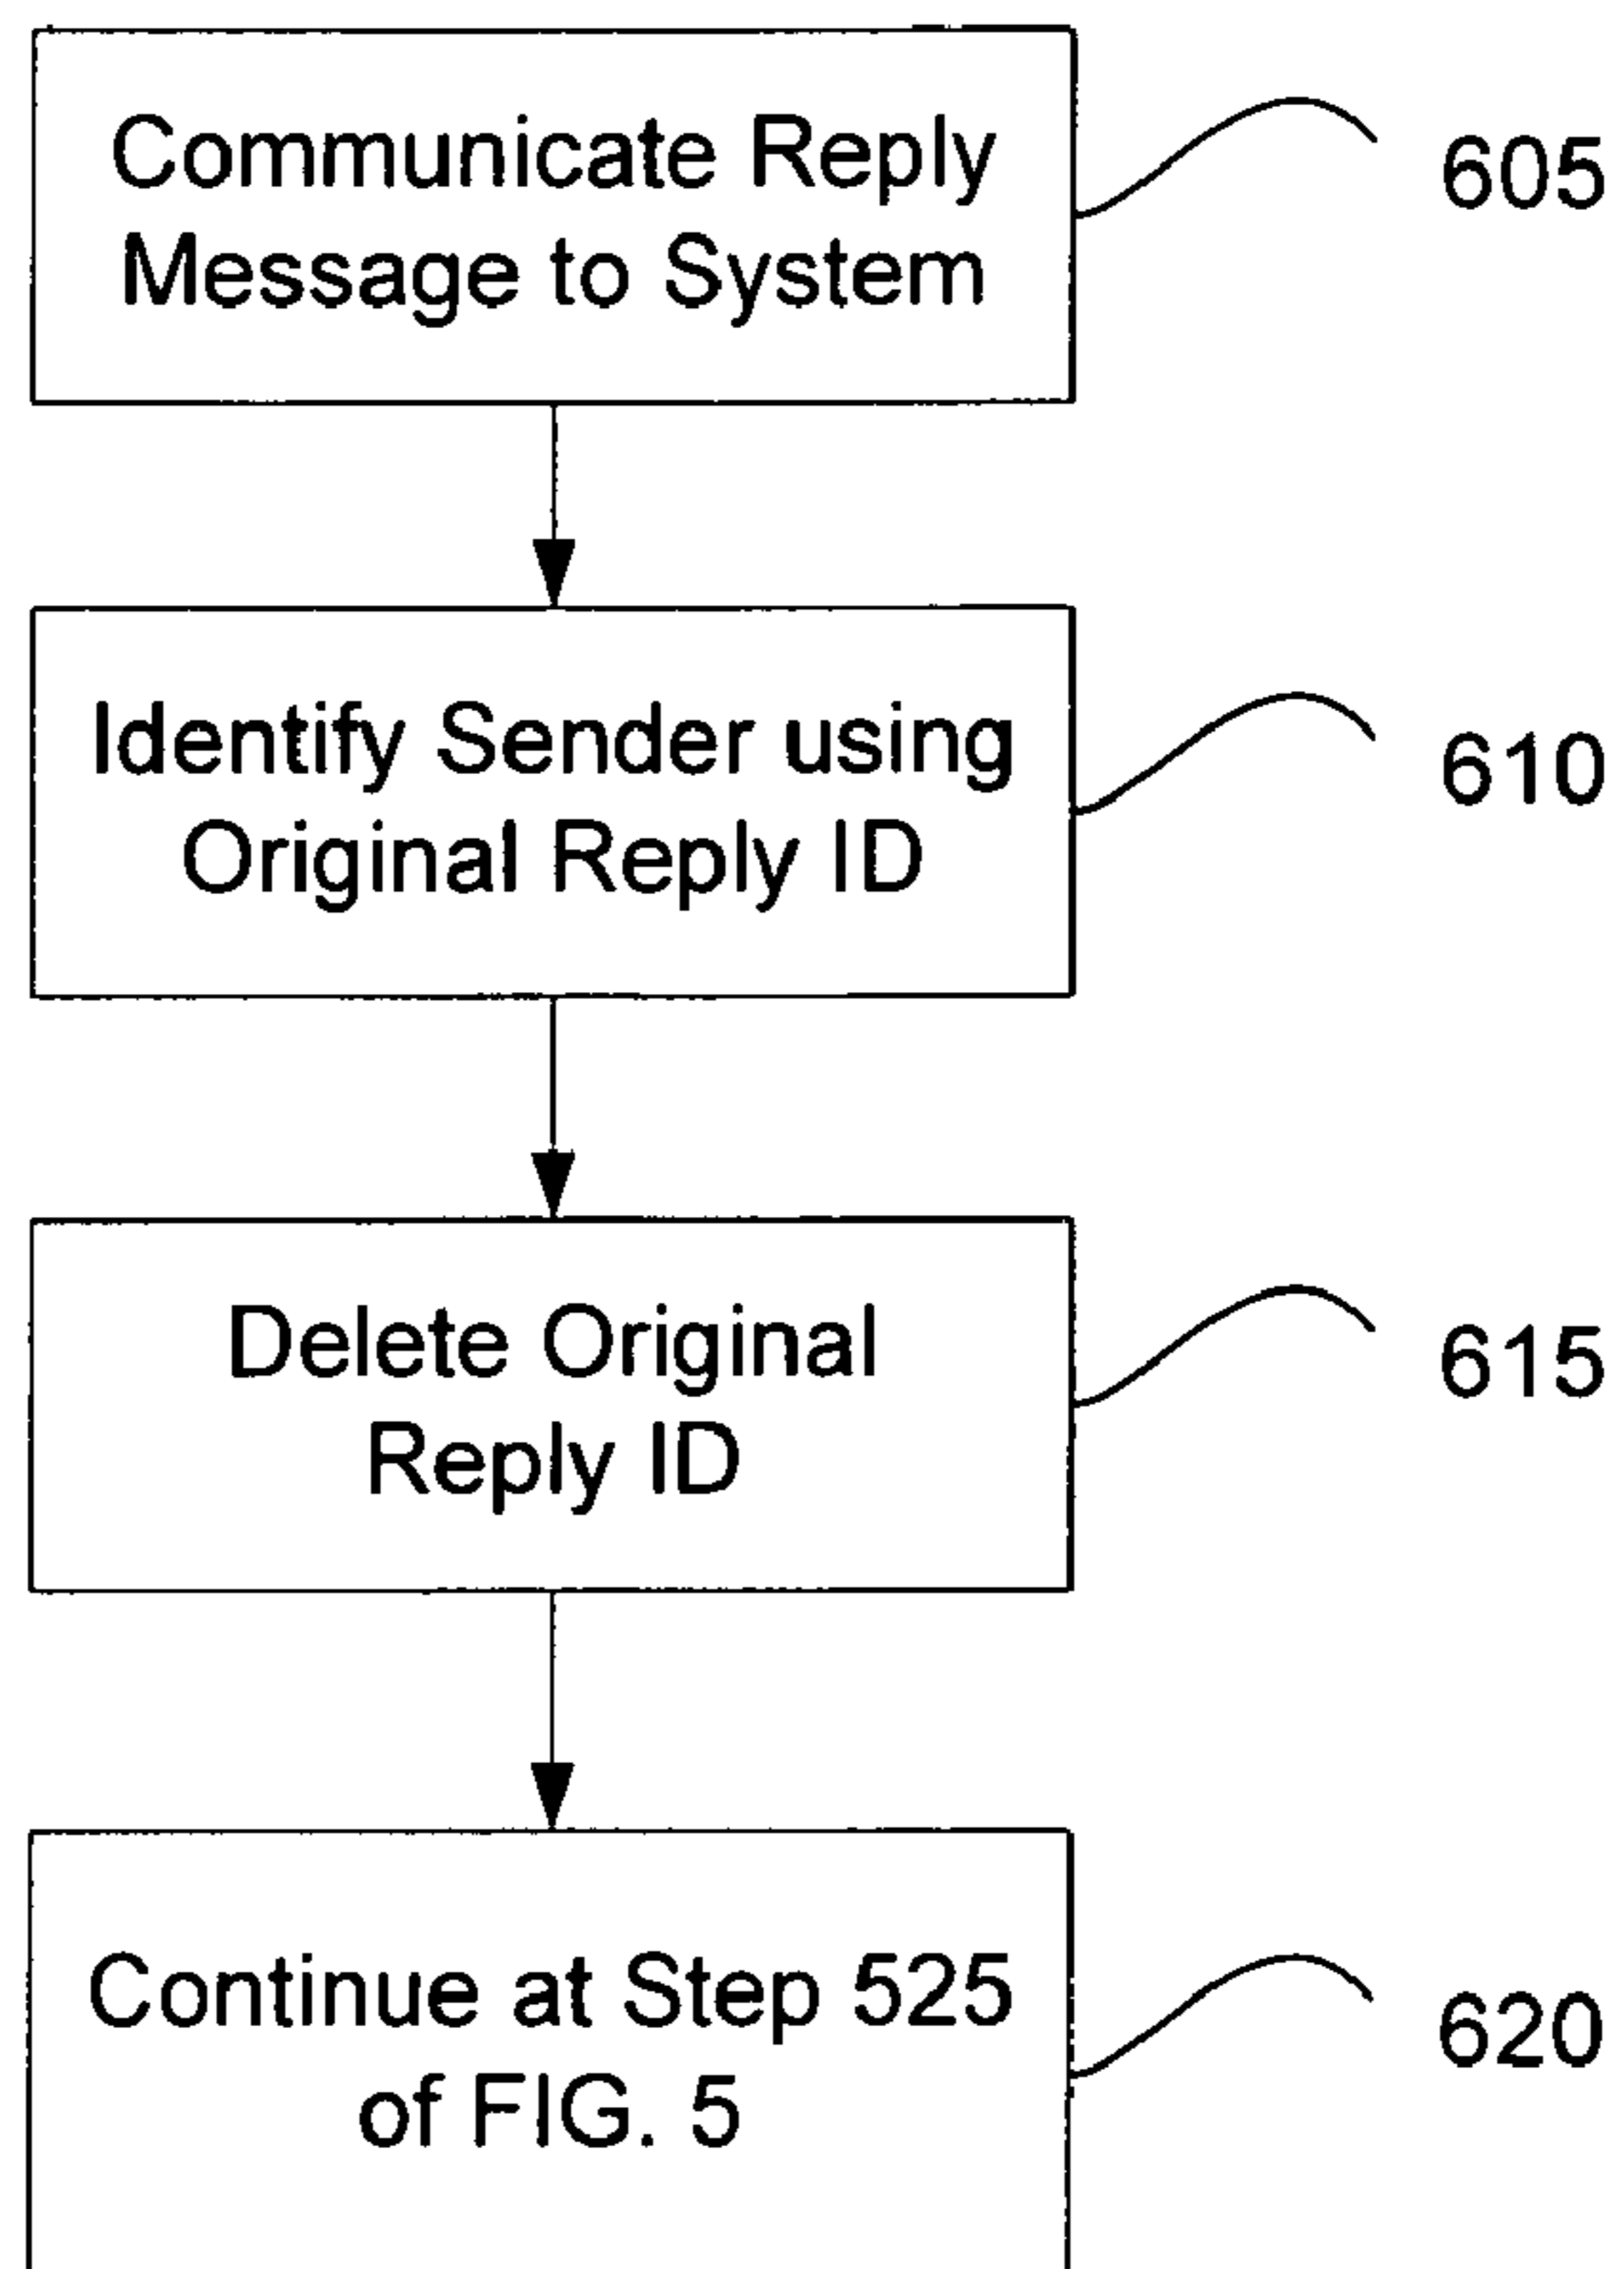 Communicate Reply
Message to System
605
Identify Sender using
Original Reply ID
610
Delete Original
Reply ID
615
Continue at Step 525
of FIG. 5
620